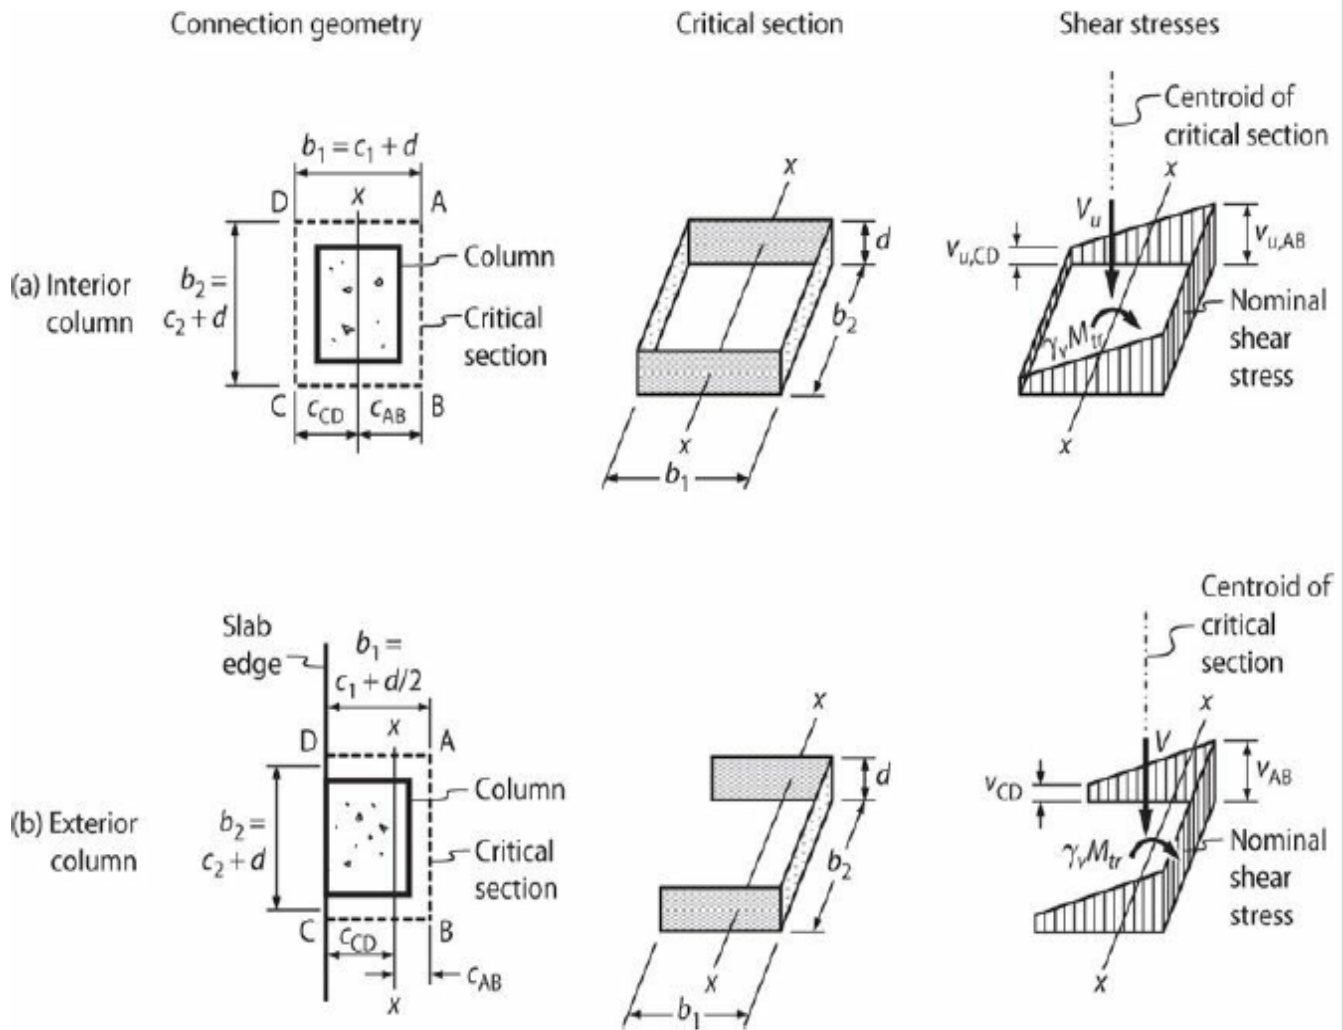 Connection geometry
Critical section
Shear stresses
Centroid of
critical section
b₁ = c₁ + d
D
x
A
x
x
Vᵤ
d
vᵤ,CD
vᵤ,AB
Column
(a) Interior
column
b₂ =
c₂ + d
Critical
section
b₂
γᵥMtr
Nominal
shear
stress
C
cCD
cAB
B
x
b₁
x
Centroid of
critical
section
Slab
edge
b₁ =
c₁ + d/2
x
x
x
D
A
V
d
vCD
vAB
Column
(b) Exterior
column
b₂ =
c₂ + d
Critical
section
b₂
γᵥMtr
Nominal
shear
stress
C
cCD
B
cAB
x
x
x
b₁